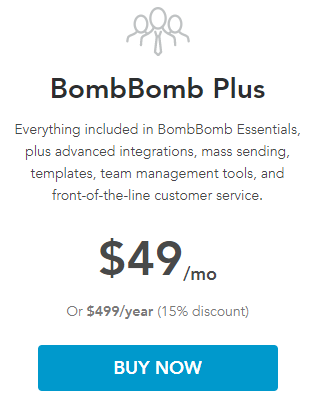 BombBomb Plus
Everything included in BombBomb Essentials,
plus advanced integrations, mass sending,
templates, team management tools, and
front-of-the-line customer service.
$49/mo
Or $499/year (15% discount)
BUY NOW